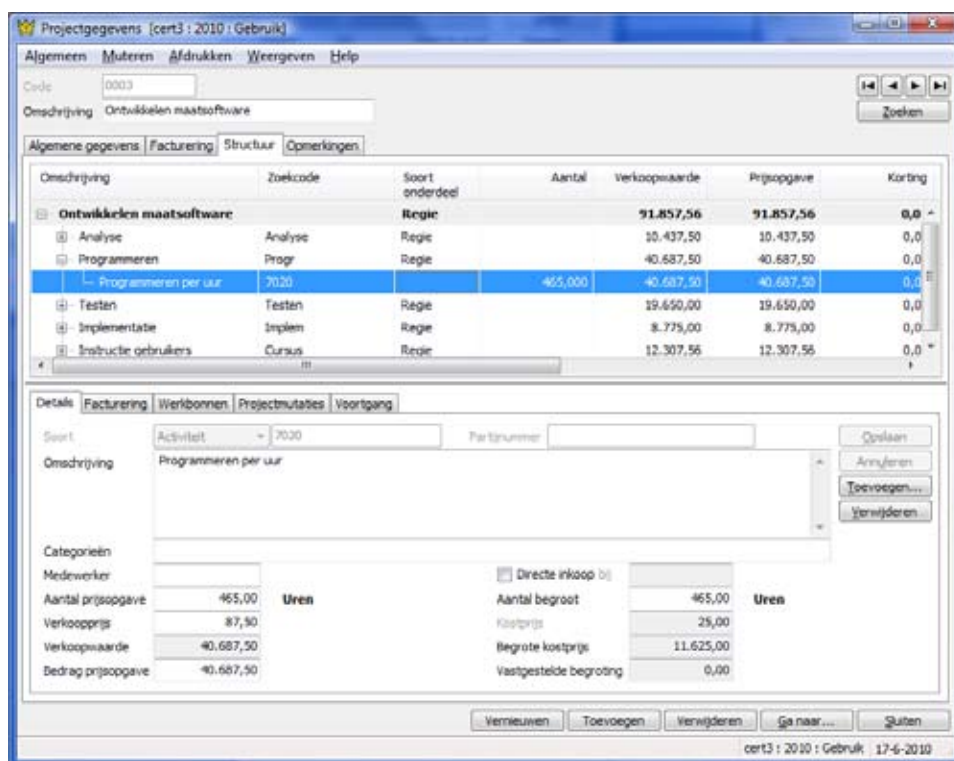 Projectgegevens [cert3 : 2010 : Gebruik]
Algemeen Muteren Afdrukken Weergeven Help
Code 0003
Omschrijving Ontwikkelen maatsoftware
Zoeken
Algemene gegevens Facturering Structuur Opmerkingen
Omschrijving Zoekcode Soort onderdeel Aantal Verkoopwaarde Prijsopgave Korting
Ontwikkelen maatsoftware Regie 91.857,56 91.857,56 0,0
Analyse Analyse Regie 10.437,50 10.437,50 0,0
Programmeren Progr Regie 40.687,50 40.687,50 0,0
Programmeren per uur 7020 465,000 40.687,50 40.687,50 0,0
Testen Testen Regie 19.650,00 19.650,00 0,0
Implementatie Implem Regie 8.775,00 8.775,00 0,0
Instructie gebruikers Cursus Regie 12.307,56 12.307,56 0,0
Details Facturering Werkbonnen Projectmutaties Voortgang
Soort Activiteit 7020 Partijnummer Opslaan
Omschrijving Programmeren per uur Annuleren
Toevoegen...
Verwijderen
Categorieën
Medewerker Directe inkoop bij
Aantal prijsopgave 465,00 Uren Aantal begroot 465,00 Uren
Verkoopprijs 87,50 Kostprijs 25,00
Verkoopwaarde 40.687,50 Begrote kostprijs 11.625,00
Bedrag prijsopgave 40.687,50 Vastgestelde begroting 0,00
Vernieuwen Toevoegen Verwijderen Ga naar... Sluiten
cert3 : 2010 : Gebruik 17-6-2010